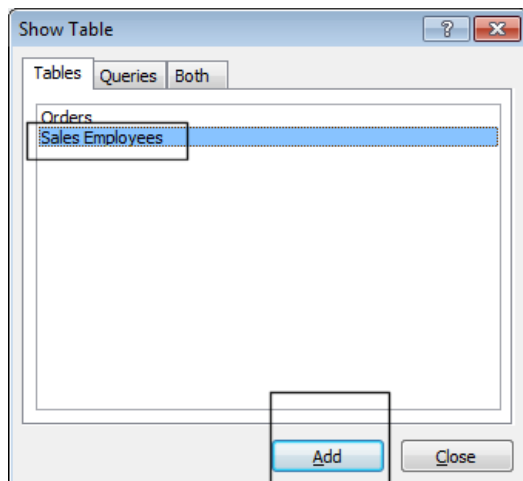 Show Table
?
Tables Queries Both
Orders
Sales Employees
Add Close